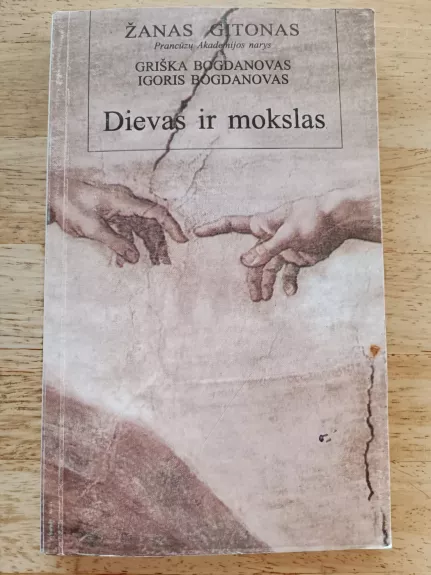 ŽANAS GITONAS
Prancūzų Akademijos narys
GRIŠKA BOGDANOVAS
IGORIS BOGDANOVAS
Dievas ir mokslas